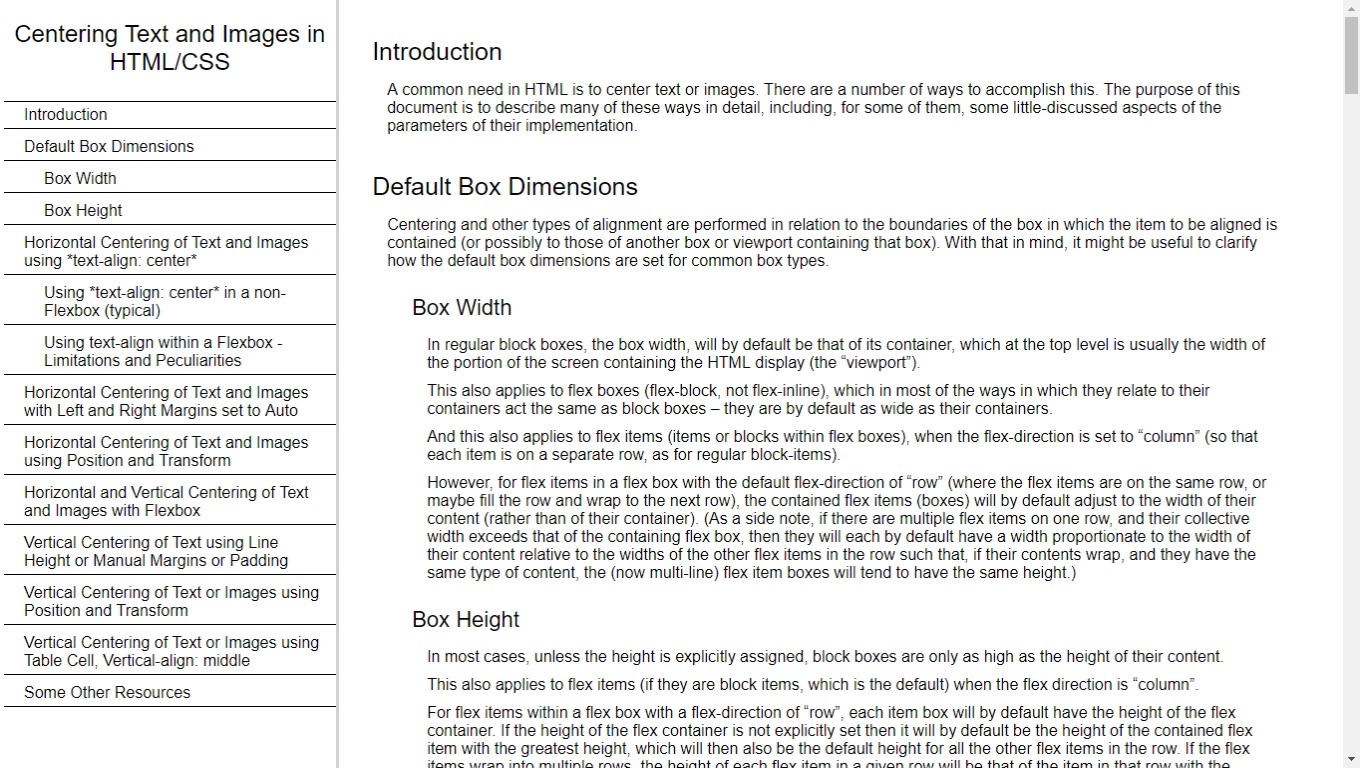 Centering Text and Images in
HTML/CSS
Introduction
Default Box Dimensions
Box Width
Box Height
Horizontal Centering of Text and Images
using *text-align: center*
Using *text-align: center* in a non-
Flexbox (typical)
Using text-align within a Flexbox -
Limitations and Peculiarities
Horizontal Centering of Text and Images
with Left and Right Margins set to Auto
Horizontal Centering of Text and Images
using Position and Transform
Horizontal and Vertical Centering of Text
and Images with Flexbox
Vertical Centering of Text using Line
Height or Manual Margins or Padding
Vertical Centering of Text or Images using
Position and Transform
Vertical Centering of Text or Images using
Table Cell, Vertical-align: middle
Some Other Resources
Introduction
A common need in HTML is to center text or images. There are a number of ways to accomplish this. The purpose of this
document is to describe many of these ways in detail, including, for some of them, some little-discussed aspects of the
parameters of their implementation.
Default Box Dimensions
Centering and other types of alignment are performed in relation to the boundaries of the box in which the item to be aligned is
contained (or possibly to those of another box or viewport containing that box). With that in mind, it might be useful to clarify
how the default box dimensions are set for common box types.
Box Width
In regular block boxes, the box width, will by default be that of its container, which at the top level is usually the width of
the portion of the screen containing the HTML display (the “viewport”).
This also applies to flex boxes (flex-block, not flex-inline), which in most of the ways in which they relate to their
containers act the same as block boxes – they are by default as wide as their containers.
And this also applies to flex items (items or blocks within flex boxes), when the flex-direction is set to “column” (so that
each item is on a separate row, as for regular block-items).
However, for flex items in a flex box with the default flex-direction of “row” (where the flex items are on the same row, or
maybe fill the row and wrap to the next row), the contained flex items (boxes) will by default adjust to the width of their
content (rather than of their container). (As a side note, if there are multiple flex items on one row, and their collective
width exceeds that of the containing flex box, then they will each by default have a width proportionate to the width of
their content relative to the widths of the other flex items in the row such that, if their contents wrap, and they have the
same type of content, the (now multi-line) flex item boxes will tend to have the same height.)
Box Height
In most cases, unless the height is explicitly assigned, block boxes are only as high as the height of their content.
This also applies to flex items (if they are block items, which is the default) when the flex direction is “column”.
For flex items within a flex box with a flex-direction of “row”, each item box will by default have the height of the flex
container. If the height of the flex container is not explicitly set then it will by default be the height of the contained flex
item with the greatest height, which will then also be the default height for all the other flex items in the row. If the flex
items wrap into multiple rows, the height of each flex item in a given row will be that of the item in that row with the